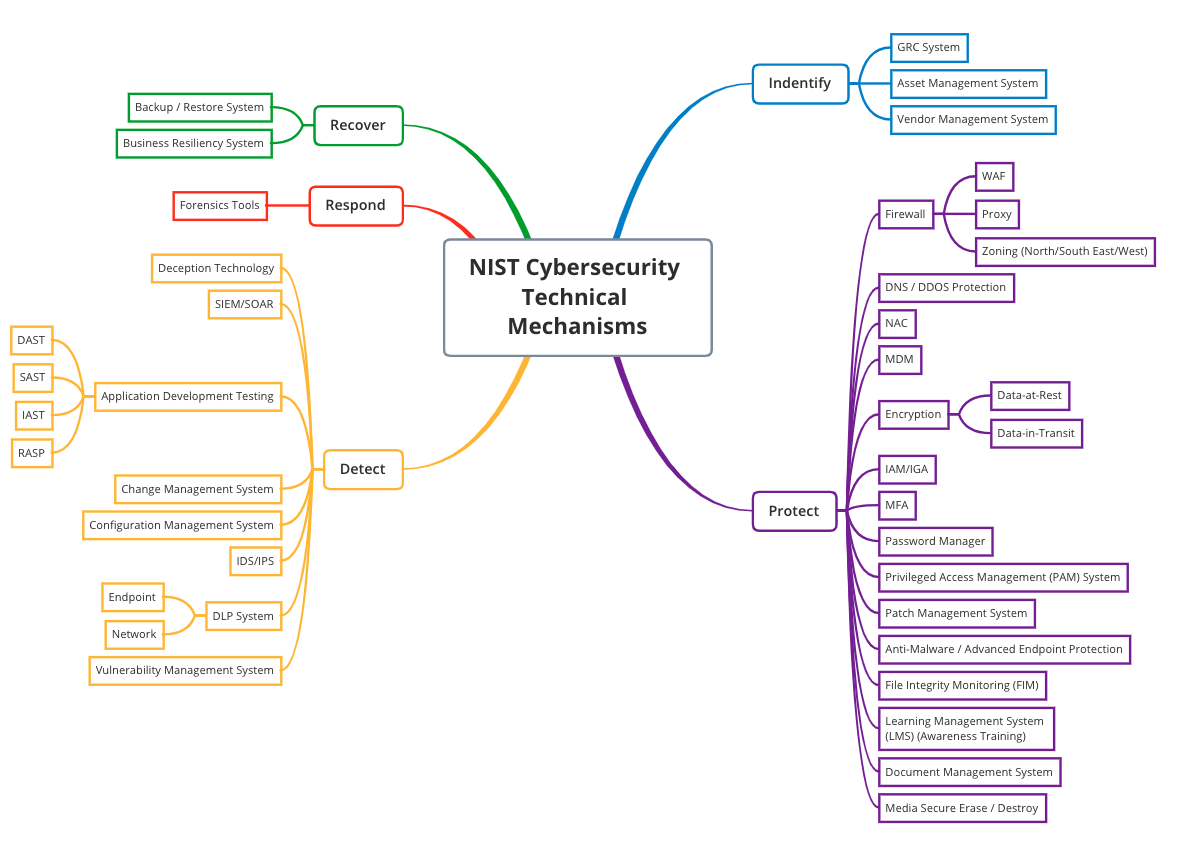 NIST Cybersecurity
Technical
Mechanisms
Indentify
GRC System
Asset Management System
Vendor Management System
Protect
Firewall
WAF
Proxy
Zoning (North/South East/West)
DNS / DDOS Protection
NAC
MDM
Encryption
Data-at-Rest
Data-in-Transit
IAM/IGA
MFA
Password Manager
Privileged Access Management (PAM) System
Patch Management System
Anti-Malware / Advanced Endpoint Protection
File Integrity Monitoring (FIM)
Learning Management System
(LMS) (Awareness Training)
Document Management System
Media Secure Erase / Destroy
Recover
Backup / Restore System
Business Resiliency System
Respond
Forensics Tools
Detect
Deception Technology
SIEM/SOAR
Application Development Testing
DAST
SAST
IAST
RASP
Change Management System
Configuration Management System
IDS/IPS
DLP System
Endpoint
Network
Vulnerability Management System